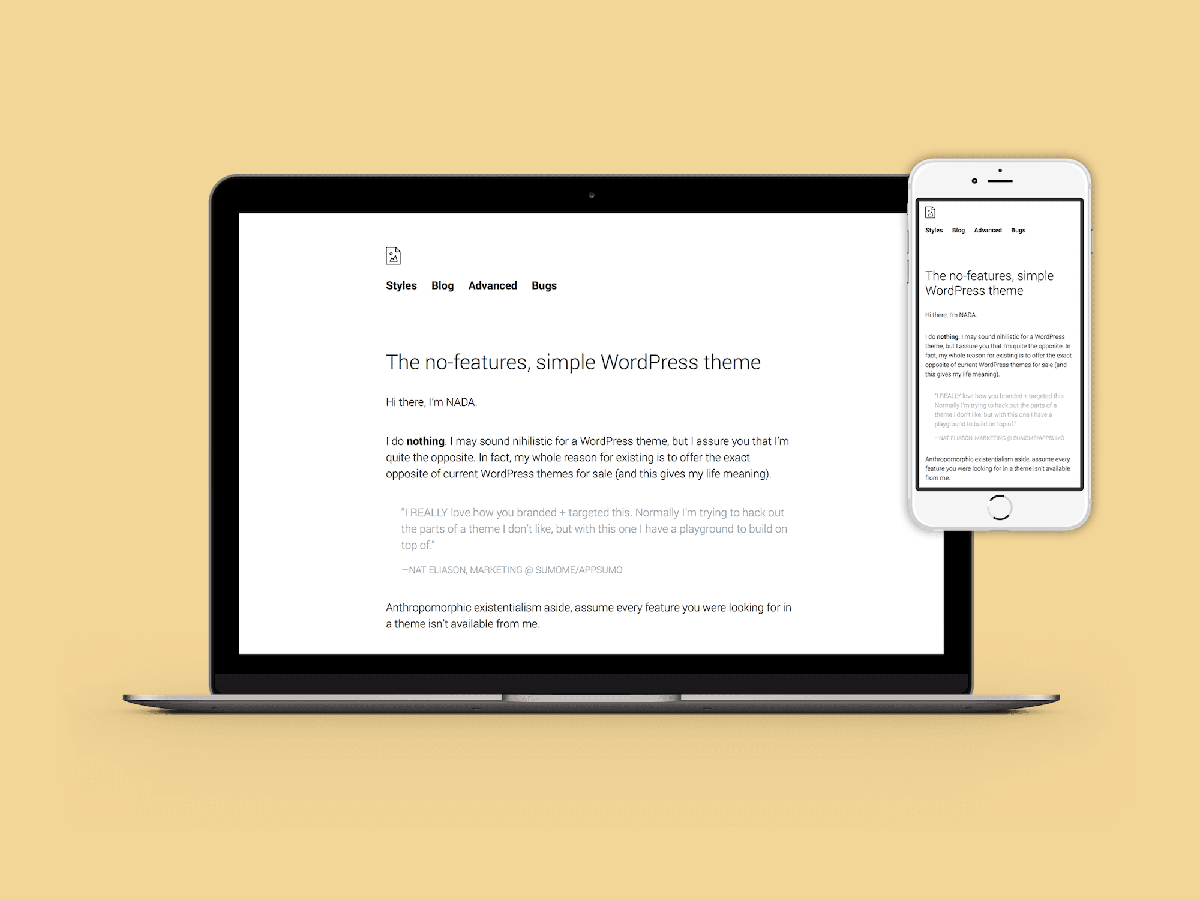 Styles Blog Advanced Bugs
The no-features, simple WordPress theme
Hi there, I'm NADA.
I do nothing. I may sound nihilistic for a WordPress theme, but I assure you that I'm
quite the opposite. In fact, my whole reason for existing is to offer the exact
opposite of current WordPress themes for sale (and this gives my life meaning).
"I REALLY love how you branded + targeted this. Normally I'm trying to hack out
the parts of a theme I don't like, but with this one I have a playground to build on
top of."
—NAT ELIASON, MARKETING @ SUMOME/APPSUMO
Anthropomorphic existentialism aside, assume every feature you were looking for in
a theme isn't available from me.
Styles Blog Advanced Bugs
The no-features, simple
WordPress theme
Hi there, I'm NADA.
I do nothing. I may sound nihilistic for a WordPress
theme, but I assure you that I'm quite the opposite. In
fact, my whole reason for existing is to offer the exact
opposite of current WordPress themes for sale (and
this gives my life meaning).
"I REALLY love how you branded + targeted this.
Normally I'm trying to hack out the parts of a
theme I don't like, but with this one I have a
playground to build on top of."
—NAT ELIASON, MARKETING @ SUMOME/APPSUMO
Anthropomorphic existentialism aside, assume every
feature you were looking for in a theme isn't available
from me.